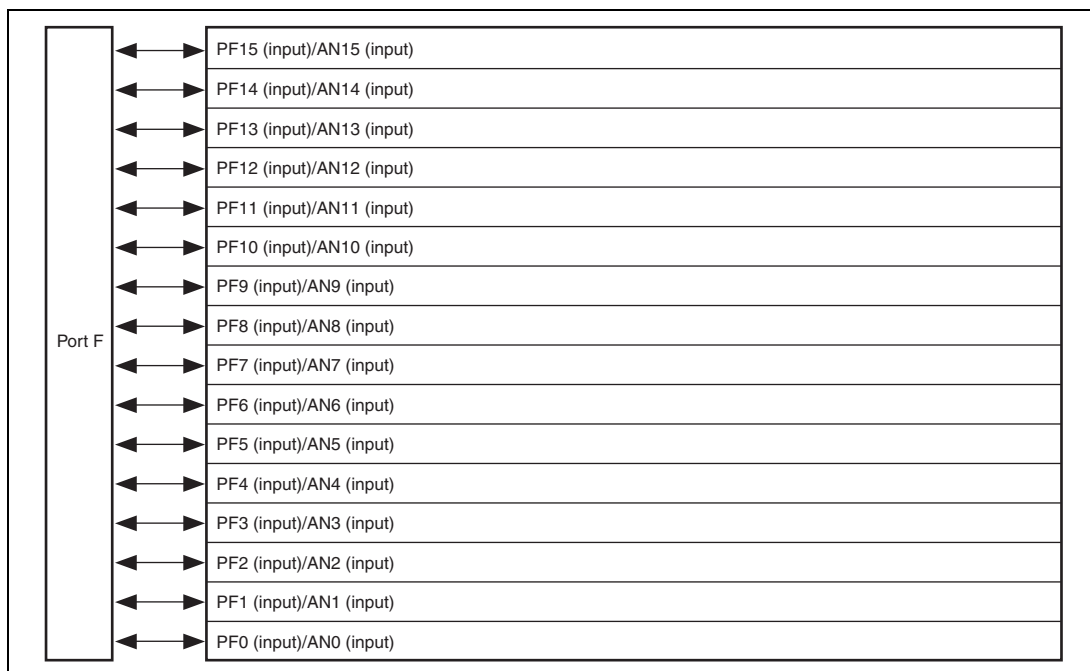 PF15 (input)/AN15 (input)
PF14 (input)/AN14 (input)
PF13 (input)/AN13 (input)
PF12 (input)/AN12 (input)
PF11 (input)/AN11 (input)
PF10 (input)/AN10 (input)
PF9 (input)/AN9 (input)
PF8 (input)/AN8 (input)
Port F
PF7 (input)/AN7 (input)
PF6 (input)/AN6 (input)
PF5 (input)/AN5 (input)
PF4 (input)/AN4 (input)
PF3 (input)/AN3 (input)
PF2 (input)/AN2 (input)
PF1 (input)/AN1 (input)
PF0 (input)/AN0 (input)